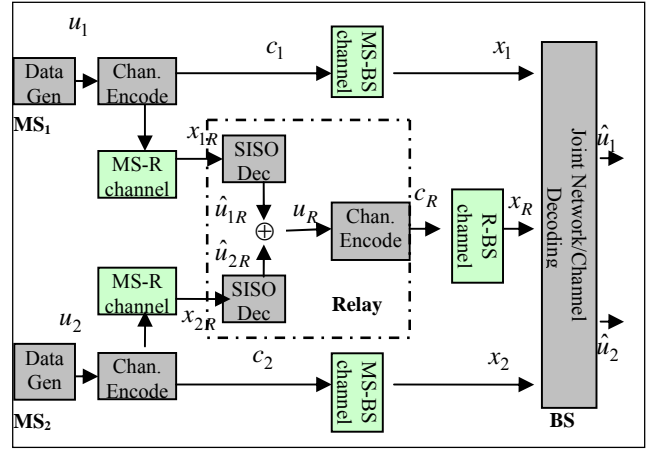 u1
Data
Gen
MS1
Chan.
Encode
c1
MS-BS
channel
x1
MS-R
channel
x1R
SISO
Dec
û1R
⊕
uR
Chan.
Encode
cR
R-BS
channel
xR
Joint Network/Channel
Decoding
û1
û2R
SISO
Dec
Relay
MS-R
channel
x2R
u2
Data
Gen
MS2
Chan.
Encode
c2
MS-BS
channel
x2
û2
BS